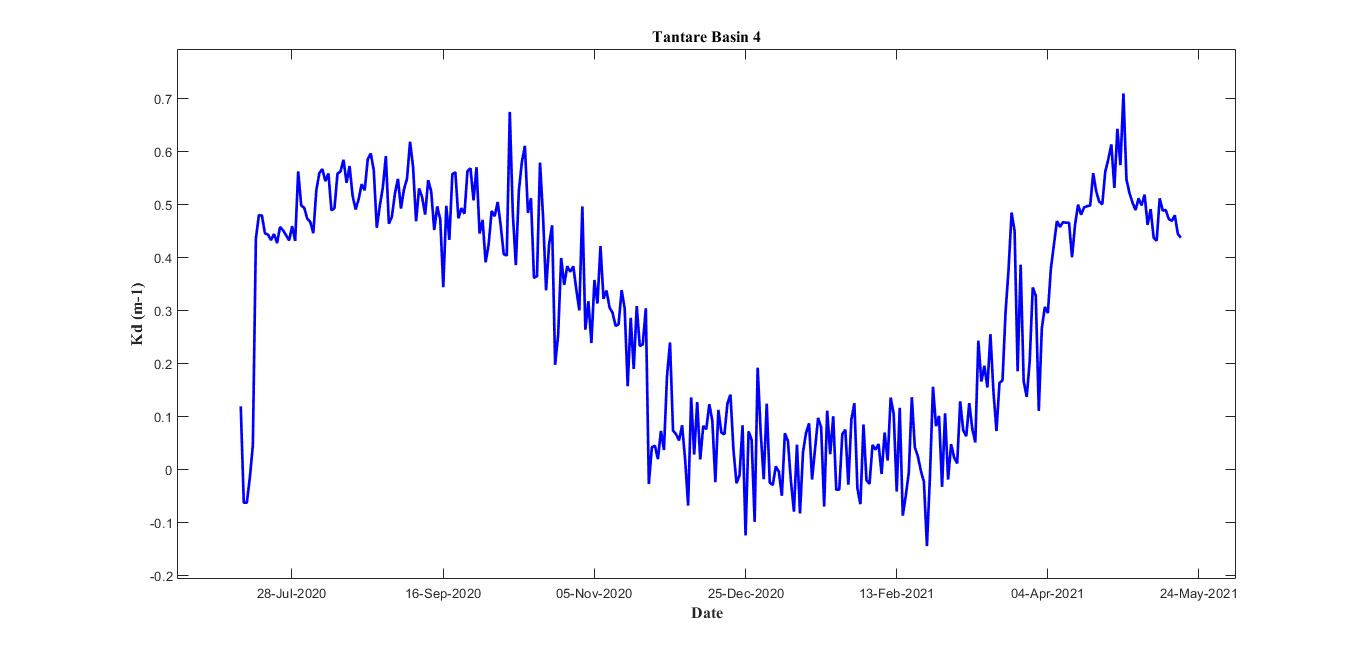 Tantare Basin 4
0.7
0.6
0.5
0.4
0.3
0.2
0.1
0
-0.1
-0.2
Kd (m-1)
28-Jul-2020 16-Sep-2020 05-Nov-2020 25-Dec-2020 13-Feb-2021 04-Apr-2021 24-May-2021
Date